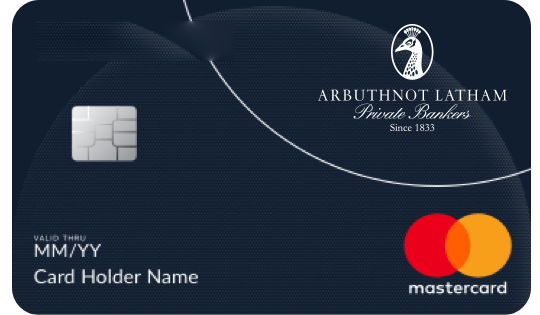 ARBUTHNOT LATHAM
Private Bankers
Since 1833
VALID THRU
MM/YY
Card Holder Name
mastercard